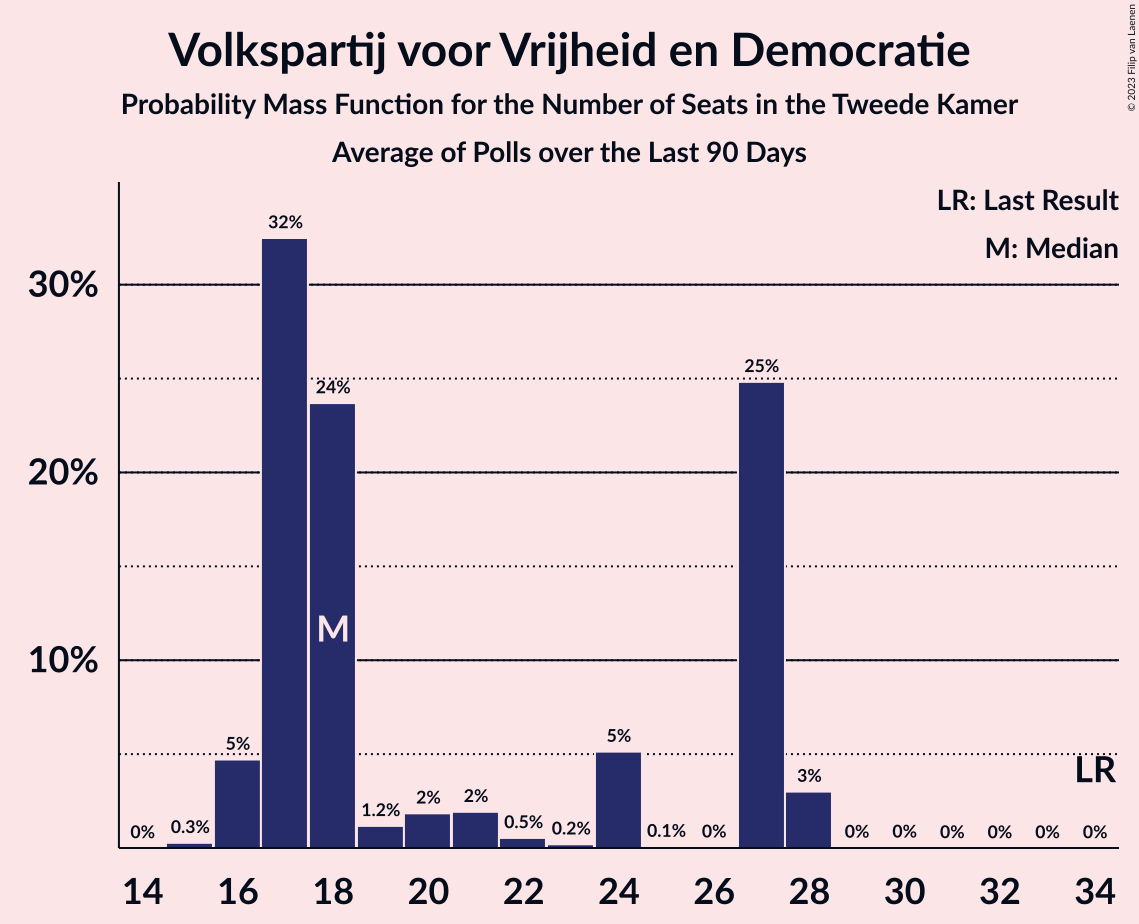 Volkspartij voor Vrijheid en Democratie
Probability Mass Function for the Number of Seats in the Tweede Kamer
Average of Polls over the Last 90 Days
© 2023 Filip van Laenen
LR: Last Result
M: Median
30%
20%
10%
0%
0.3%
5%
32%
24%
1.2%
2%
2%
0.5%
0.2%
5%
0.1%
0%
25%
3%
0%
0%
0%
0%
0%
0%
M
LR
14 16 18 20 22 24 26 28 30 32 34